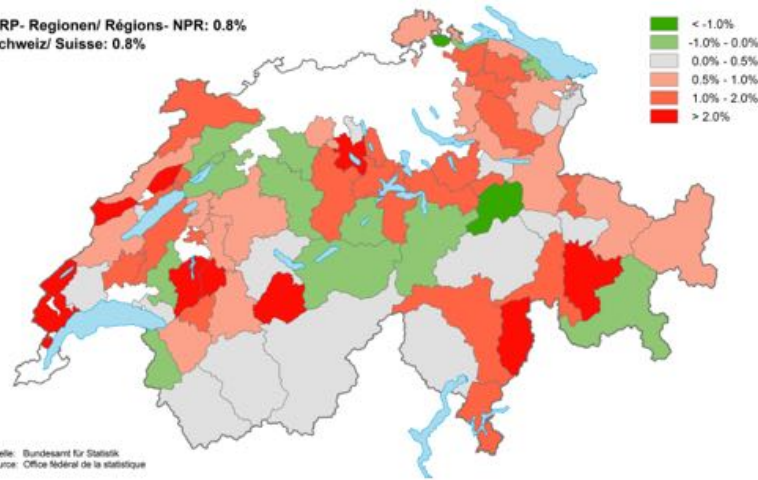 RP- Regionen/ Régions- NPR: 0.8%
chweiz/ Suisse: 0.8%
< -1.0%
-1.0% - 0.0%
0.0% - 0.5%
0.5% - 1.0%
1.0% - 2.0%
> 2.0%
elle: Bundesamt für Statistik
urce: Office fédéral de la statistique